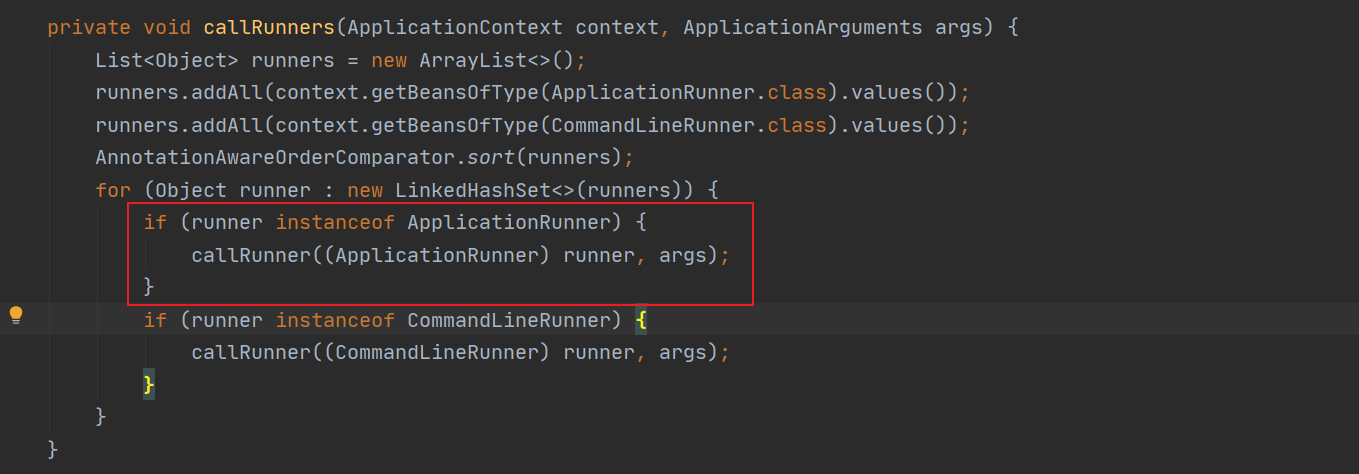 private void callRunners(ApplicationContext context, ApplicationArguments args) {
    List<Object> runners = new ArrayList<>();
    runners.addAll(context.getBeansOfType(ApplicationRunner.class).values());
    runners.addAll(context.getBeansOfType(CommandLineRunner.class).values());
    AnnotationAwareOrderComparator.sort(runners);
    for (Object runner : new LinkedHashSet<>(runners)) {
        if (runner instanceof ApplicationRunner) {
            callRunner((ApplicationRunner) runner, args);
        }
        if (runner instanceof CommandLineRunner) {
            callRunner((CommandLineRunner) runner, args);
        }
    }
}